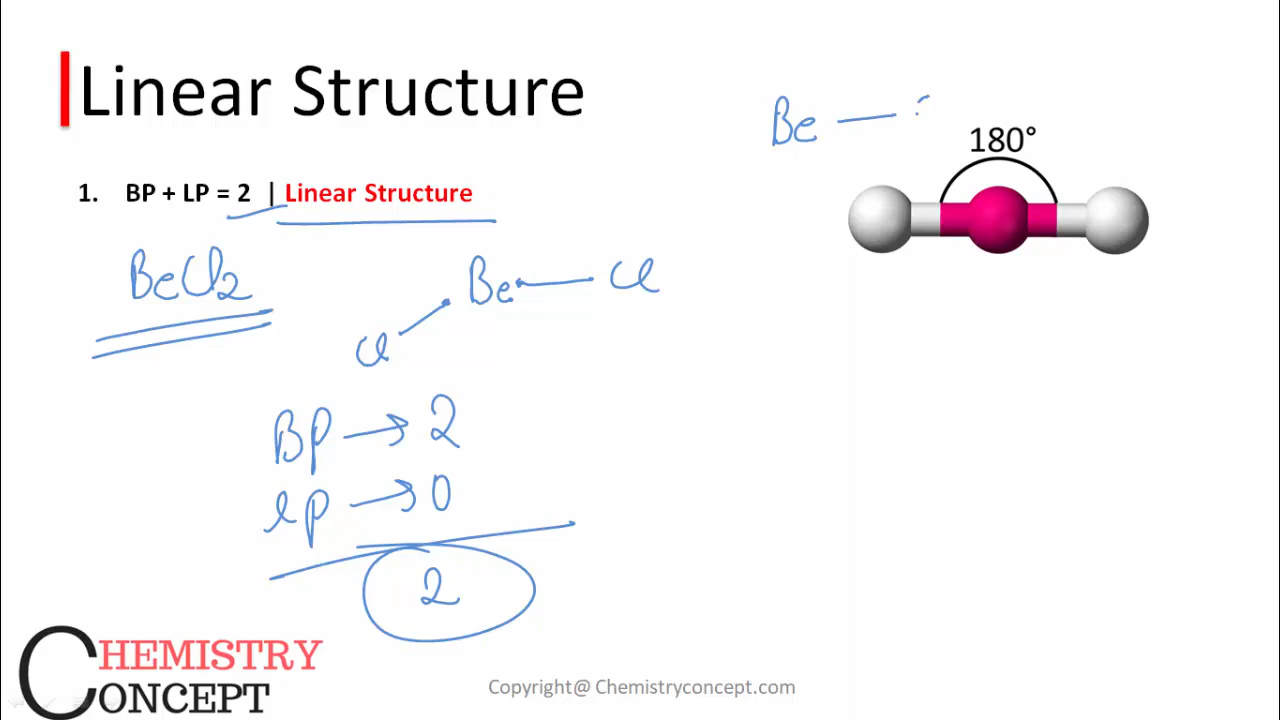 Linear Structure
Be —
180°
1. BP + LP = 2 | Linear Structure
BeCl2
Be — Cl
Cl
BP → 2
lp → 0
2
CHEMISTRY
CONCEPT
Copyright@ Chemistryconcept.com